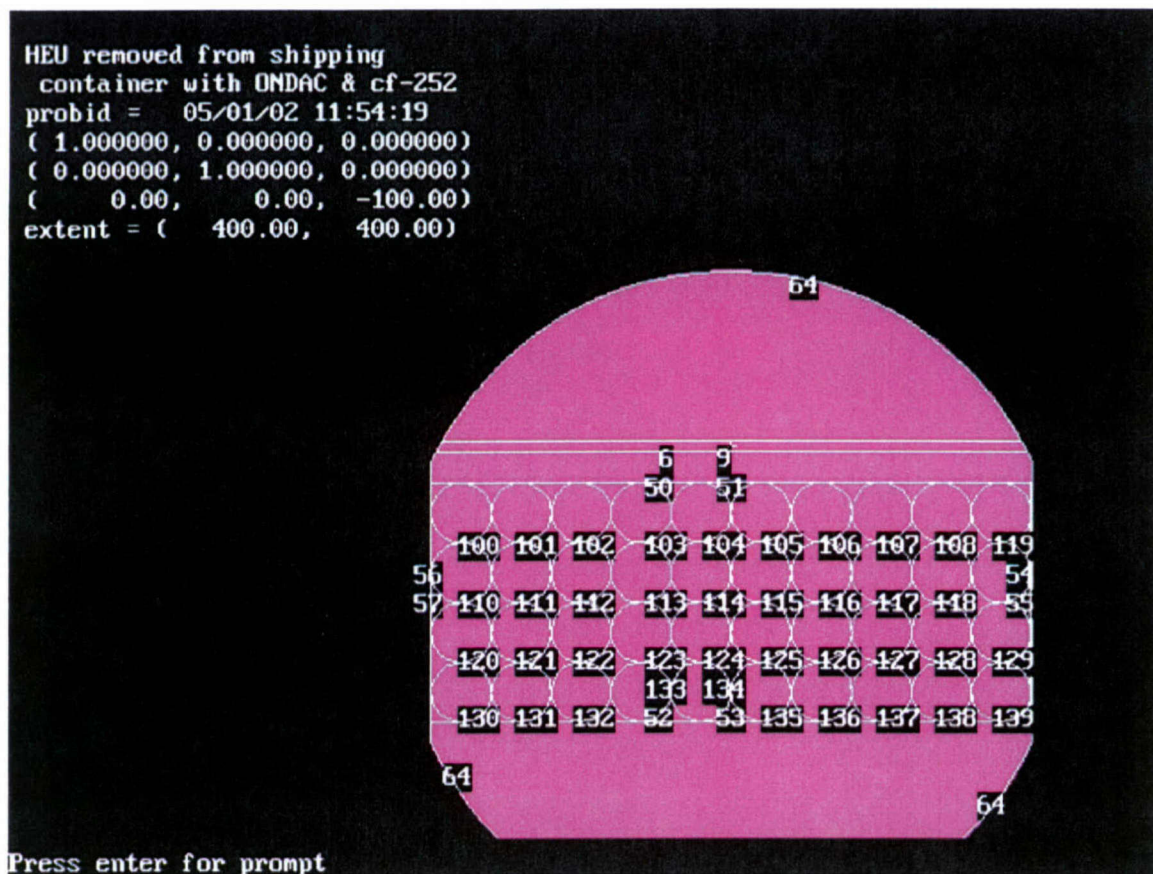 HEU removed from shipping
container with ONDAC & cf-252
probid = 05/01/02 11:54:19
( 1.000000, 0.000000, 0.000000)
( 0.000000, 1.000000, 0.000000)
( 0.00, 0.00, -100.00)
extent = ( 400.00, 400.00)
64
6 9
50 51
100 101 102 103 104 105 106 107 108 119
56 54
57 110 111 112 113 114 115 116 117 118 55
120 121 122 123 124 125 126 127 128 129
133 134
130 131 132 52 53 135 136 137 138 139
64
64
Press enter for prompt